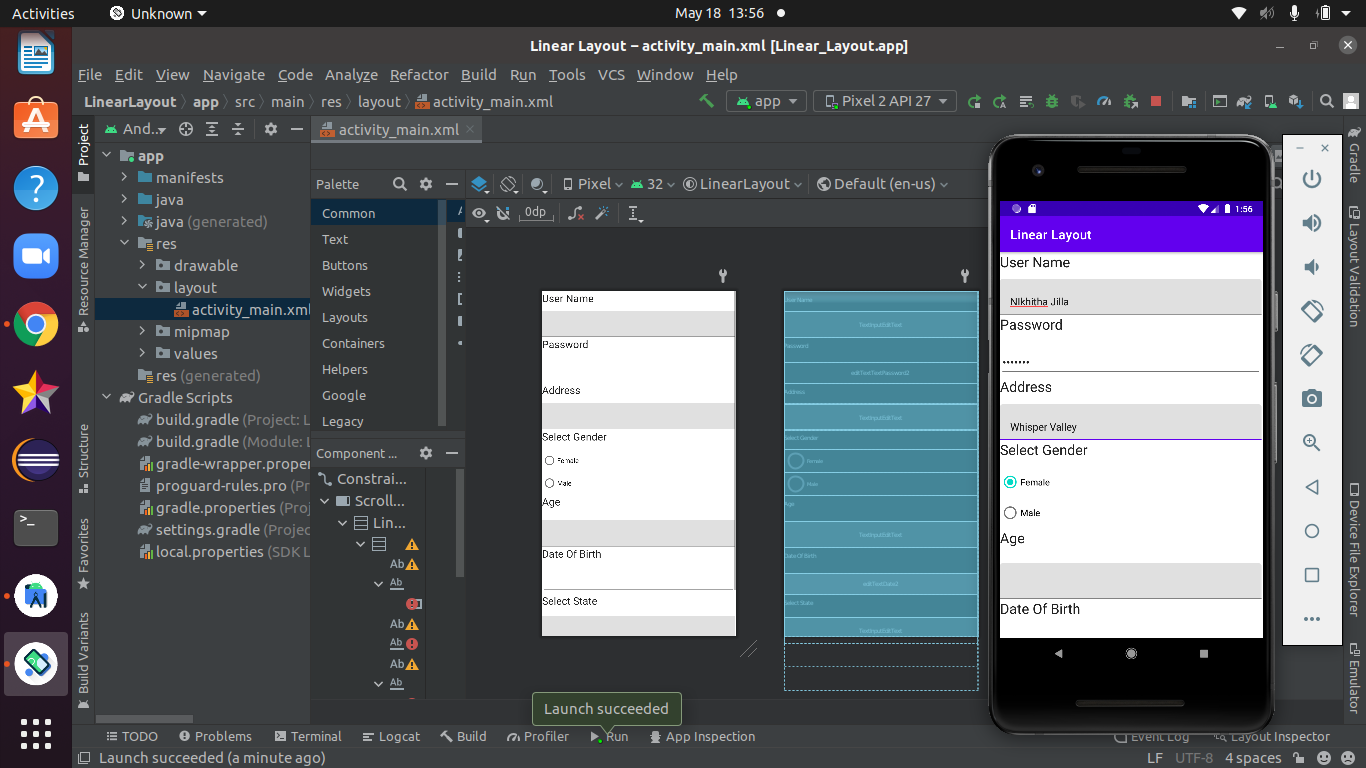 Activities
Unknown
May 18 13:56
Linear Layout – activity_main.xml [Linear_Layout.app]
File Edit View Navigate Code Analyze Refactor Build Run Tools VCS Window Help
LinearLayout app src main res layout activity_main.xml
app
Pixel 2 API 27
Project
Resource Manager
Structure
Favorites
Build Variants
And..
app
manifests
java
java (generated)
res
drawable
layout
activity_main.xml
mipmap
values
res (generated)
Gradle Scripts
build.gradle (Project: L
build.gradle (Module: L
gradle-wrapper.proper
proguard-rules.pro (Pr
gradle.properties (Proje
settings.gradle (Projec
local.properties (SDK L
activity_main.xml
Palette
Common
Text
Buttons
Widgets
Layouts
Containers
Helpers
Google
Legacy
Component ...
Constrai...
Scroll...
Lin...
Ab
Ab
Ab
Ab
Ab
Ab
Pixel
32
LinearLayout
Default (en-us)
0dp
User Name
Password
Address
Select Gender
Female
Male
Age
Date Of Birth
Select State
User Name
TextInputEditText
Password
editTextTextPassword2
Address
TextInputEditText
Select Gender
Female
Male
Age
TextInputEditText
Date Of Birth
editTextDate2
Select State
TextInputEditText
1:56
Linear Layout
User Name
NIkhitha Jilla
Password
•••••••
Address
Whisper Valley
Select Gender
Female
Male
Age
Date Of Birth
Gradle
Layout Validation
Device File Explorer
Emulator
Launch succeeded
TODO Problems Terminal Logcat Build Profiler Run App Inspection Event Log Layout Inspector
Launch succeeded (a minute ago)
LF UTF-8 4 spaces